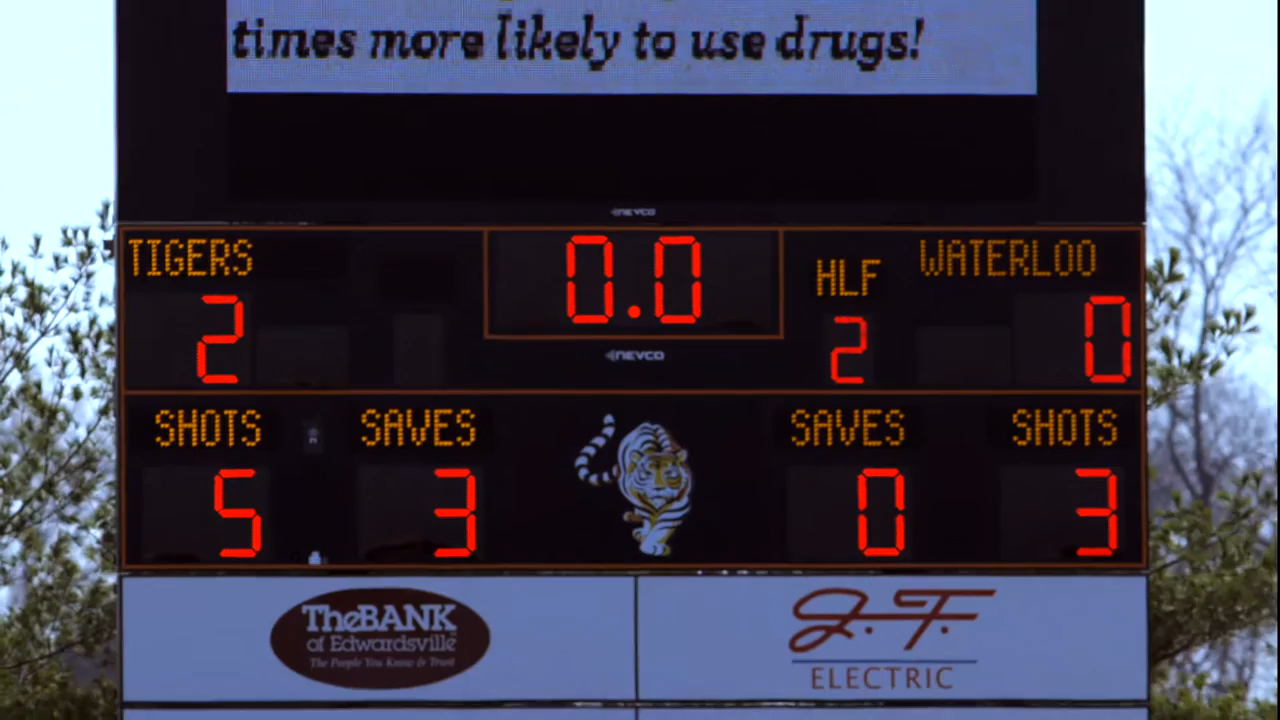 times more likely to use drugs!
NEVCO
TIGERS
0.0
HLF
WATERLOO
2
2
0
NEVCO
SHOTS
SAVES
SAVES
SHOTS
5
3
0
3
TheBANK
of Edwardsville
The People You Know & Trust
J.F.
ELECTRIC